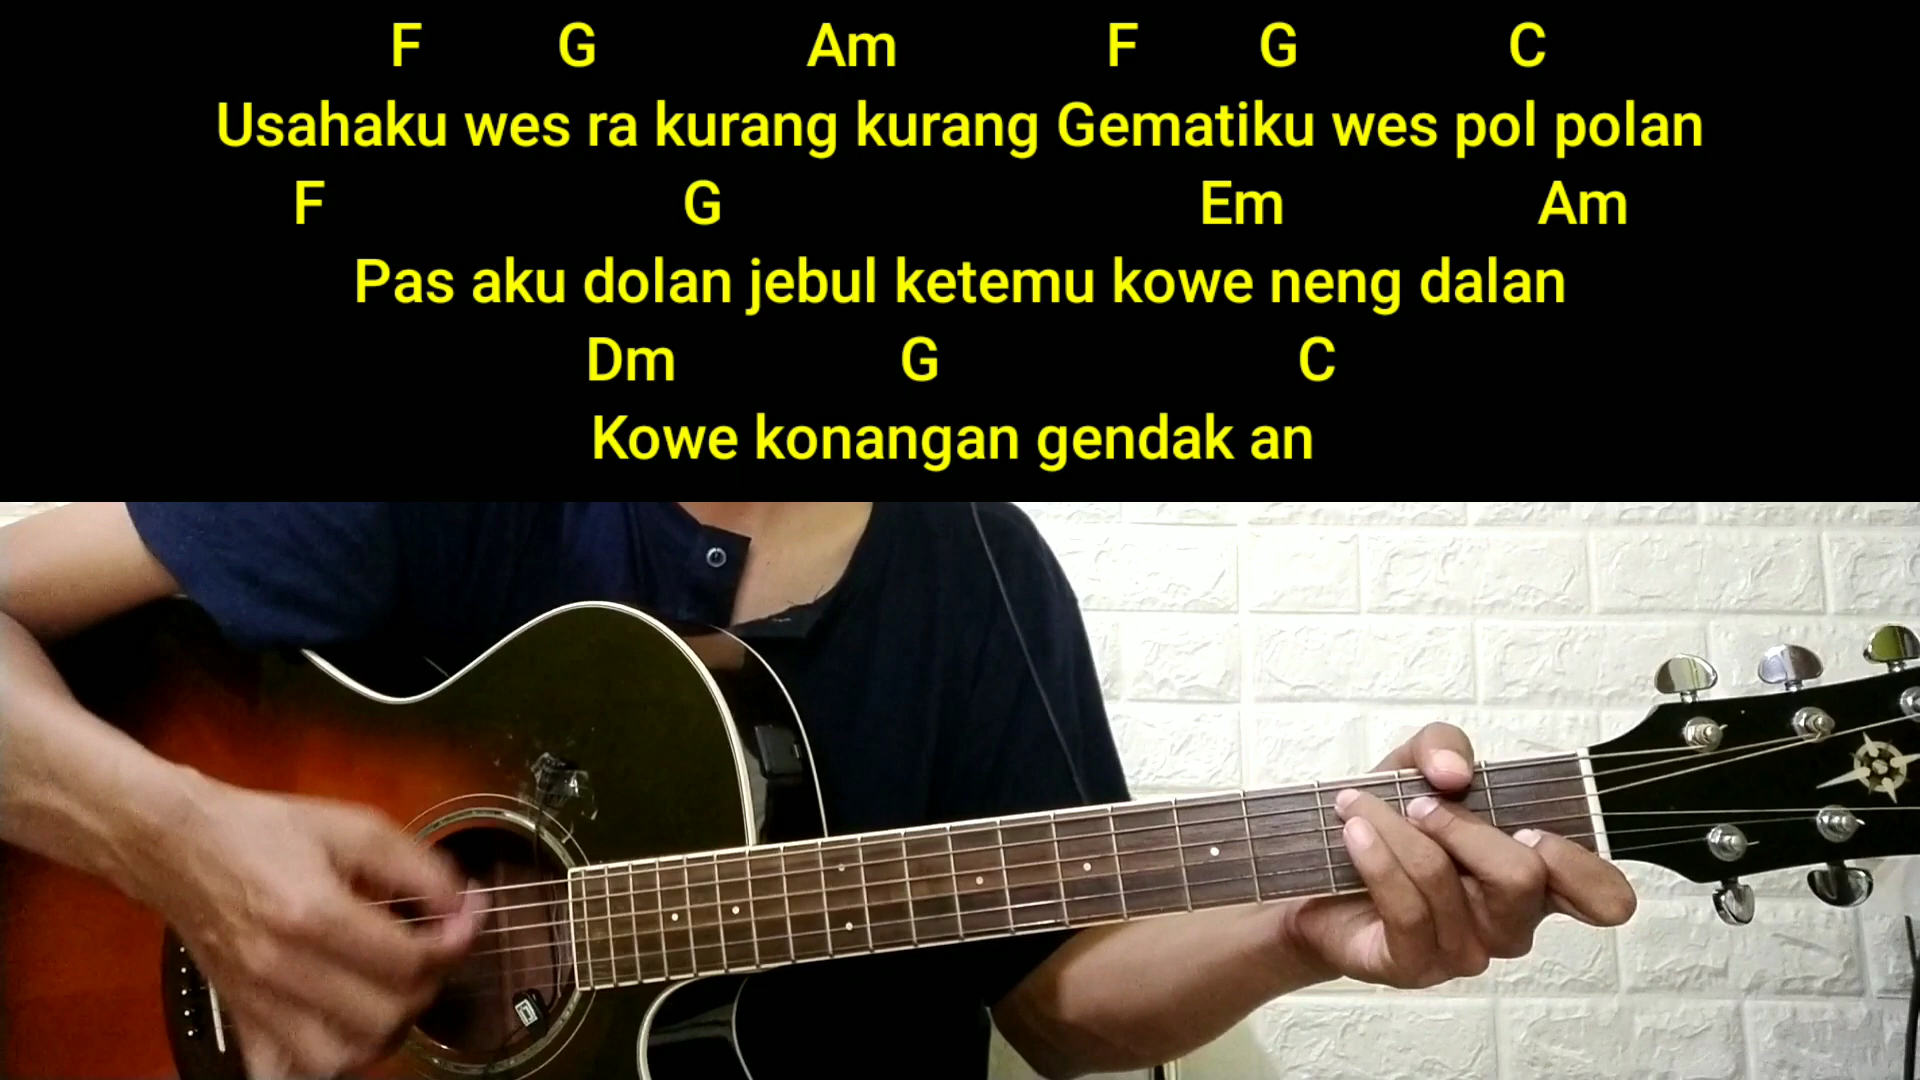 F G Am F G C
Usahaku wes ra kurang kurang Gematiku wes pol polan
F G Em Am
Pas aku dolan jebul ketemu kowe neng dalan
Dm G C
Kowe konangan gendak an